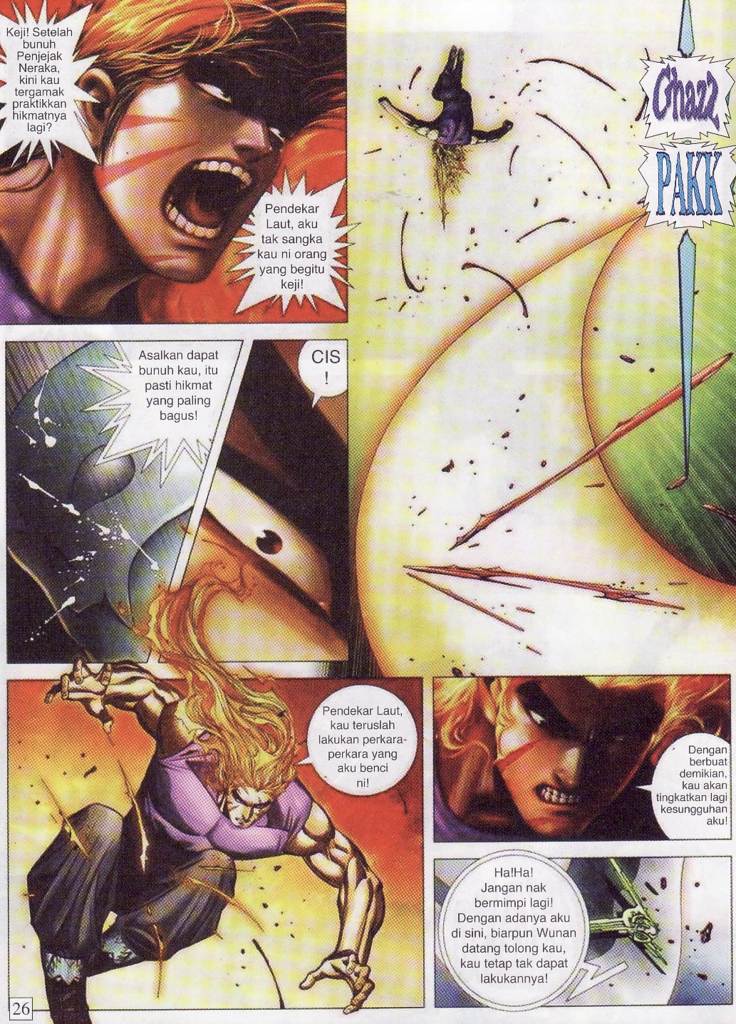 Keji! Setelah
bunuh
Penjejak
Neraka,
kini kau
tergamak
praktikkan
hikmatnya
lagi?
Pendekar
Laut, aku
tak sangka
kau ni orang
yang begitu
keji!
Ghazz
PAKK
Asalkan dapat
bunuh kau, itu
pasti hikmat
yang paling
bagus!
CIS
!
Pendekar Laut,
kau teruslah
lakukan perkara-
perkara yang
aku benci
ni!
Dengan
berbuat
demikian,
kau akan
tingkatkan lagi
kesungguhan
aku!
Ha!Ha!
Jangan nak
bermimpi lagi!
Dengan adanya aku
di sini, biarpun Wunan
datang tolong kau,
kau tetap tak dapat
lakukannya!
26